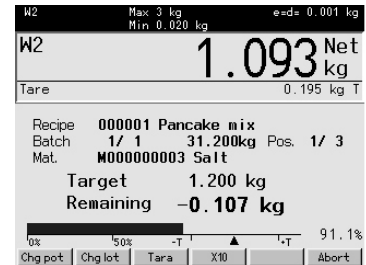 W2 Max 3 kg e=d= 0.001 kg
Min 0.020 kg
W2 1.093 Net kg
Tare 0.195 kg T
Recipe 000001 Pancake mix
Batch 1/ 1 31.200kg Pos. 1/ 3
Mat. M000000003 Salt
Target 1.200 kg
Remaining -0.107 kg
0% 50% -T +T 91.1%
Chg pot Chg lot Tara X10 Abort